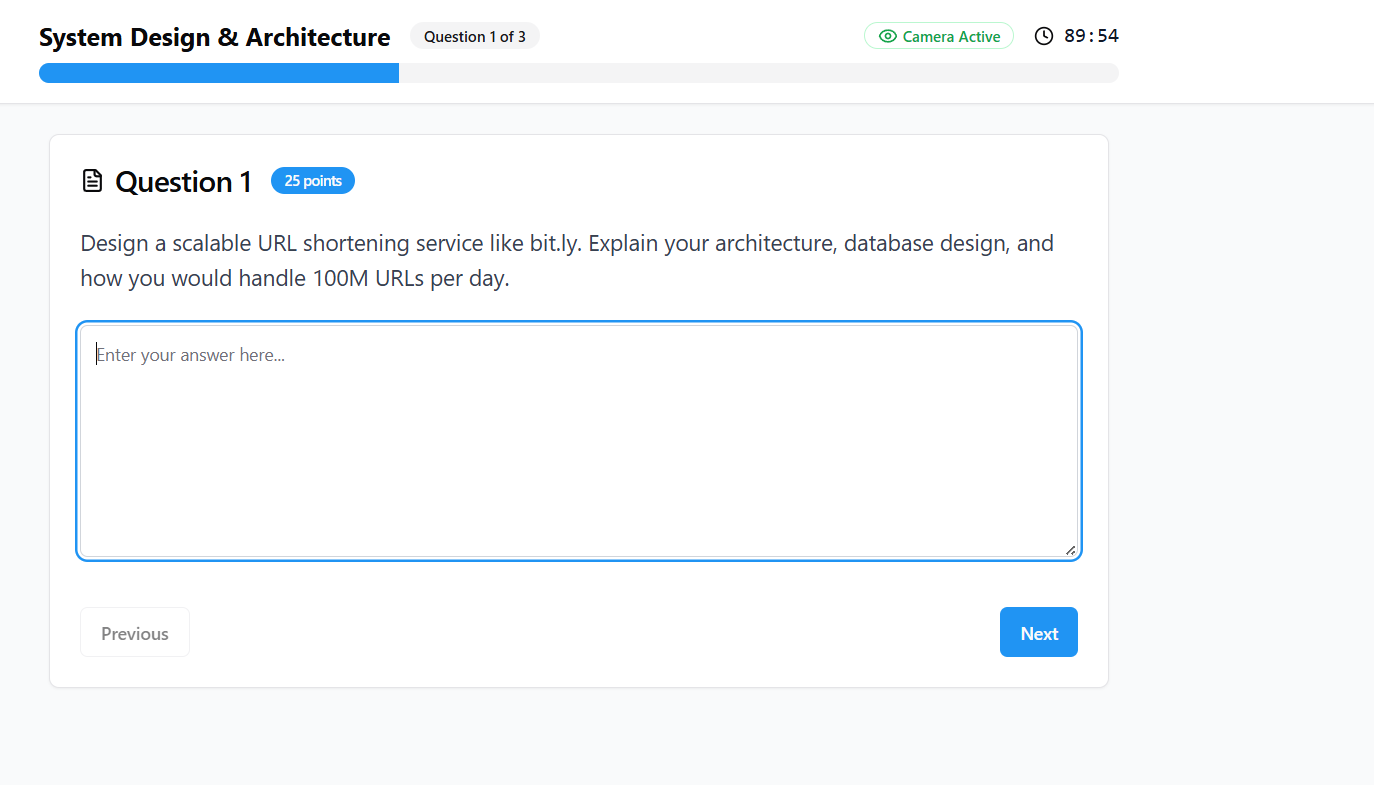 System Design & Architecture
Question 1 of 3
Camera Active
89:54
Question 1
25 points
Design a scalable URL shortening service like bit.ly. Explain your architecture, database design, and
how you would handle 100M URLs per day.
Enter your answer here...
Previous
Next